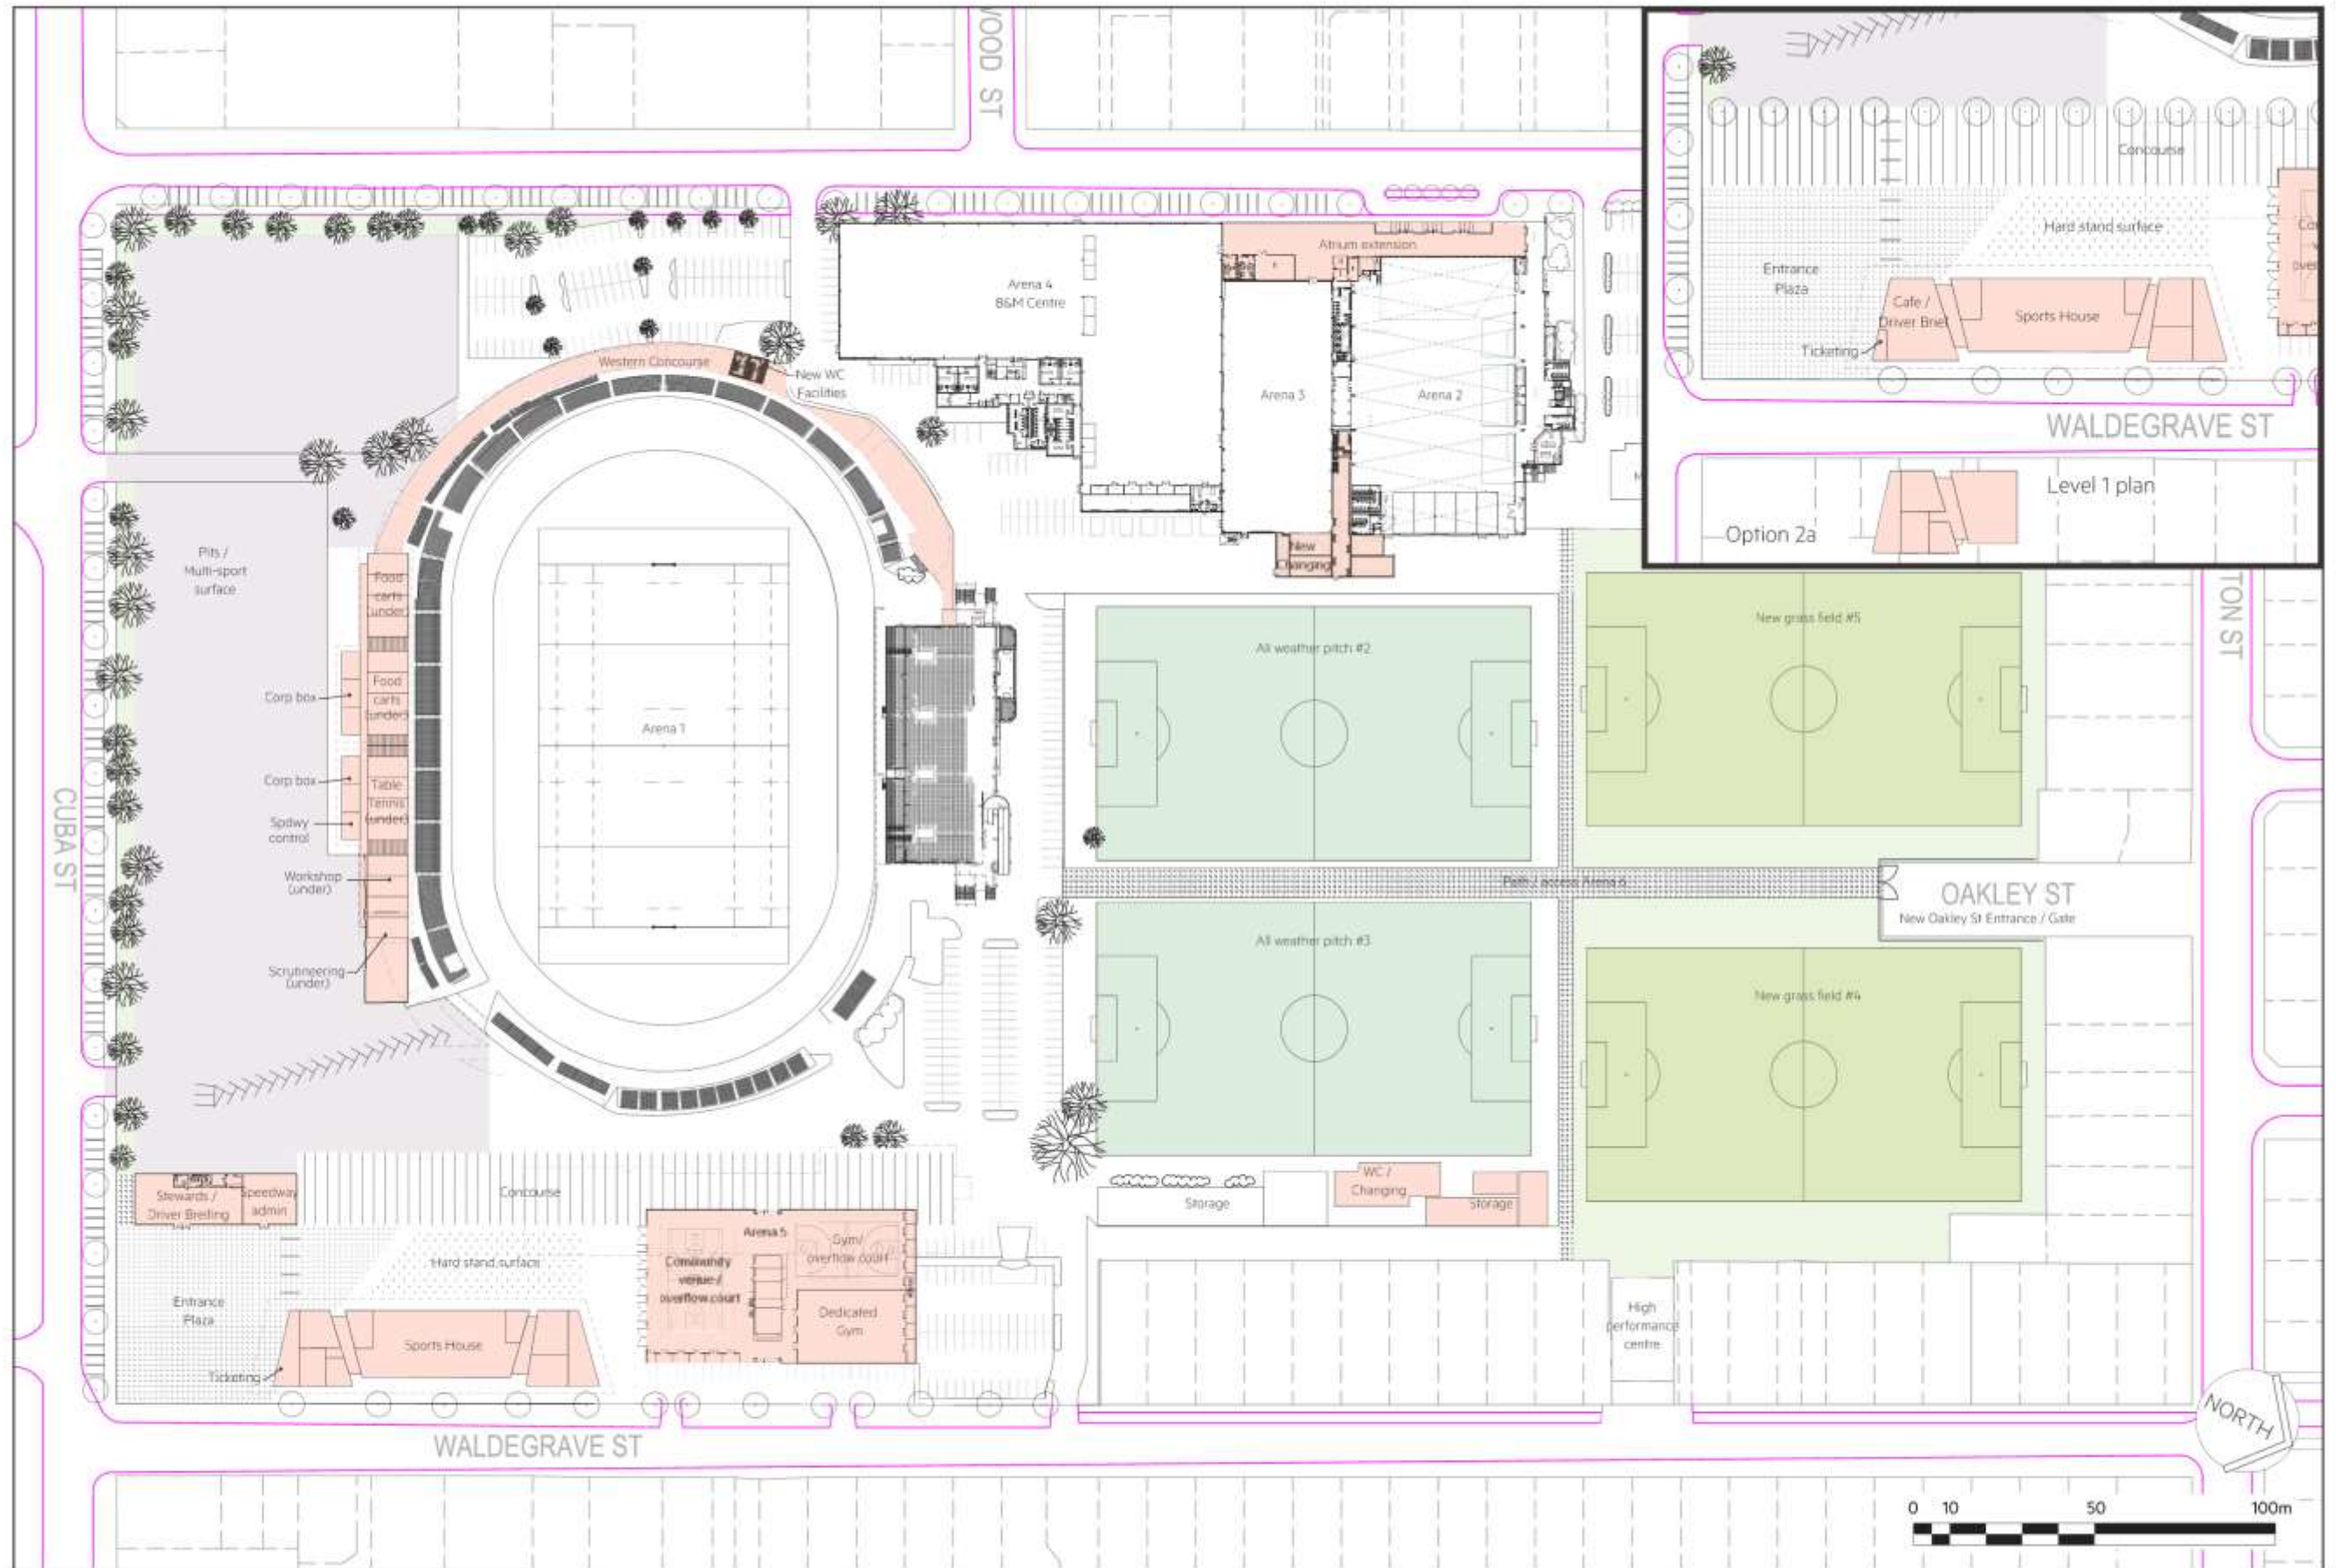 WOOD ST
Concourse
Hard stand surface
Entrance
Plaza
Cafe /
Driver Brief
Sports House
Ticketing
WALDEGRAVE ST
Level 1 plan
Option 2a
Atrium extension
Arena 4
B&M Centre
Arena 3
Arena 2
Western Concourse
New WC
Facilities
New
Changing
Pits /
Multi-sport
surface
Food
carts
(under)
Food
carts
(under)
Corp box
Corp box
Table
Tennis
(under)
Spdwy
control
Workshop
(under)
Scrutineering
(under)
CUBA ST
Arena 1
All weather pitch #2
New grass field #5
TON ST
Path / access Arena 6
OAKLEY ST
New Oakley St Entrance / Gate
All weather pitch #3
New grass field #4
Stewards /
Driver Breifing
Speedway
admin
Concourse
Hard stand surface
Entrance
Plaza
Sports House
Ticketing
Arena 5
Community
venue /
overflow court
Gym/
overflow court
Dedicated
Gym
Storage
WC /
Changing
Storage
High
performance
centre
WALDEGRAVE ST
NORTH
0 10 50 100m